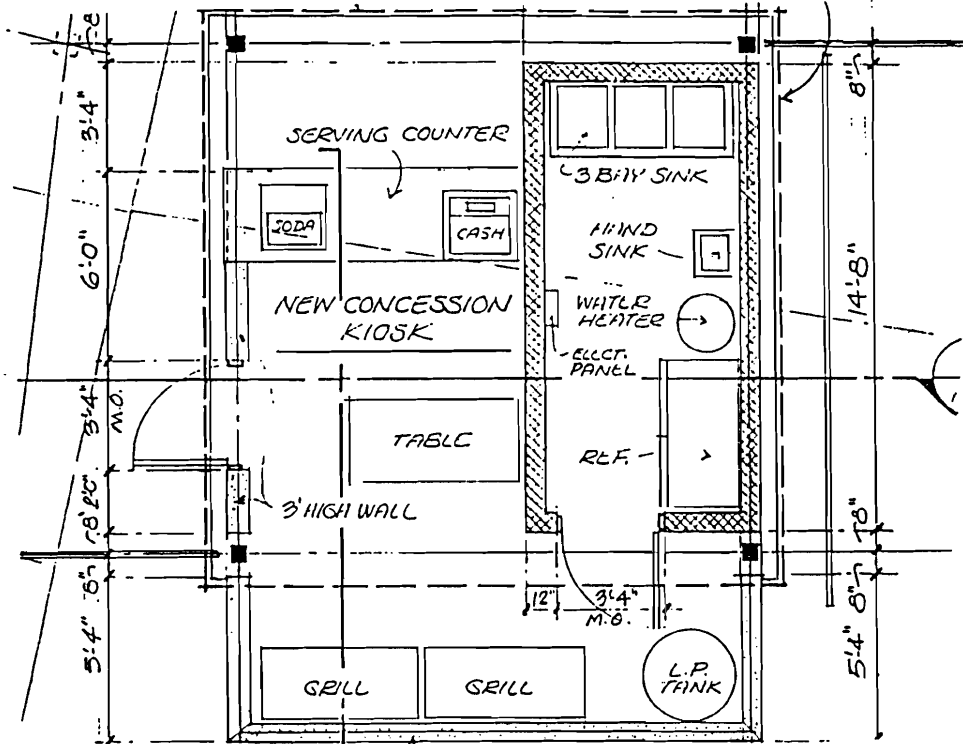 8"
3'-4"
6'-0"
3'-4"
M.O.
8"
5'-4"
SERVING COUNTER
SODA
CASH
NEW CONCESSION
KIOSK
TABLE
3' HIGH WALL
GRILL
GRILL
3 BAY SINK
HAND
SINK
WATER
HEATER
ELECT.
PANEL
REF.
12"
3'-4"
M.O.
L.P.
TANK
8"
14'-8"
8"
8"
5'-4"